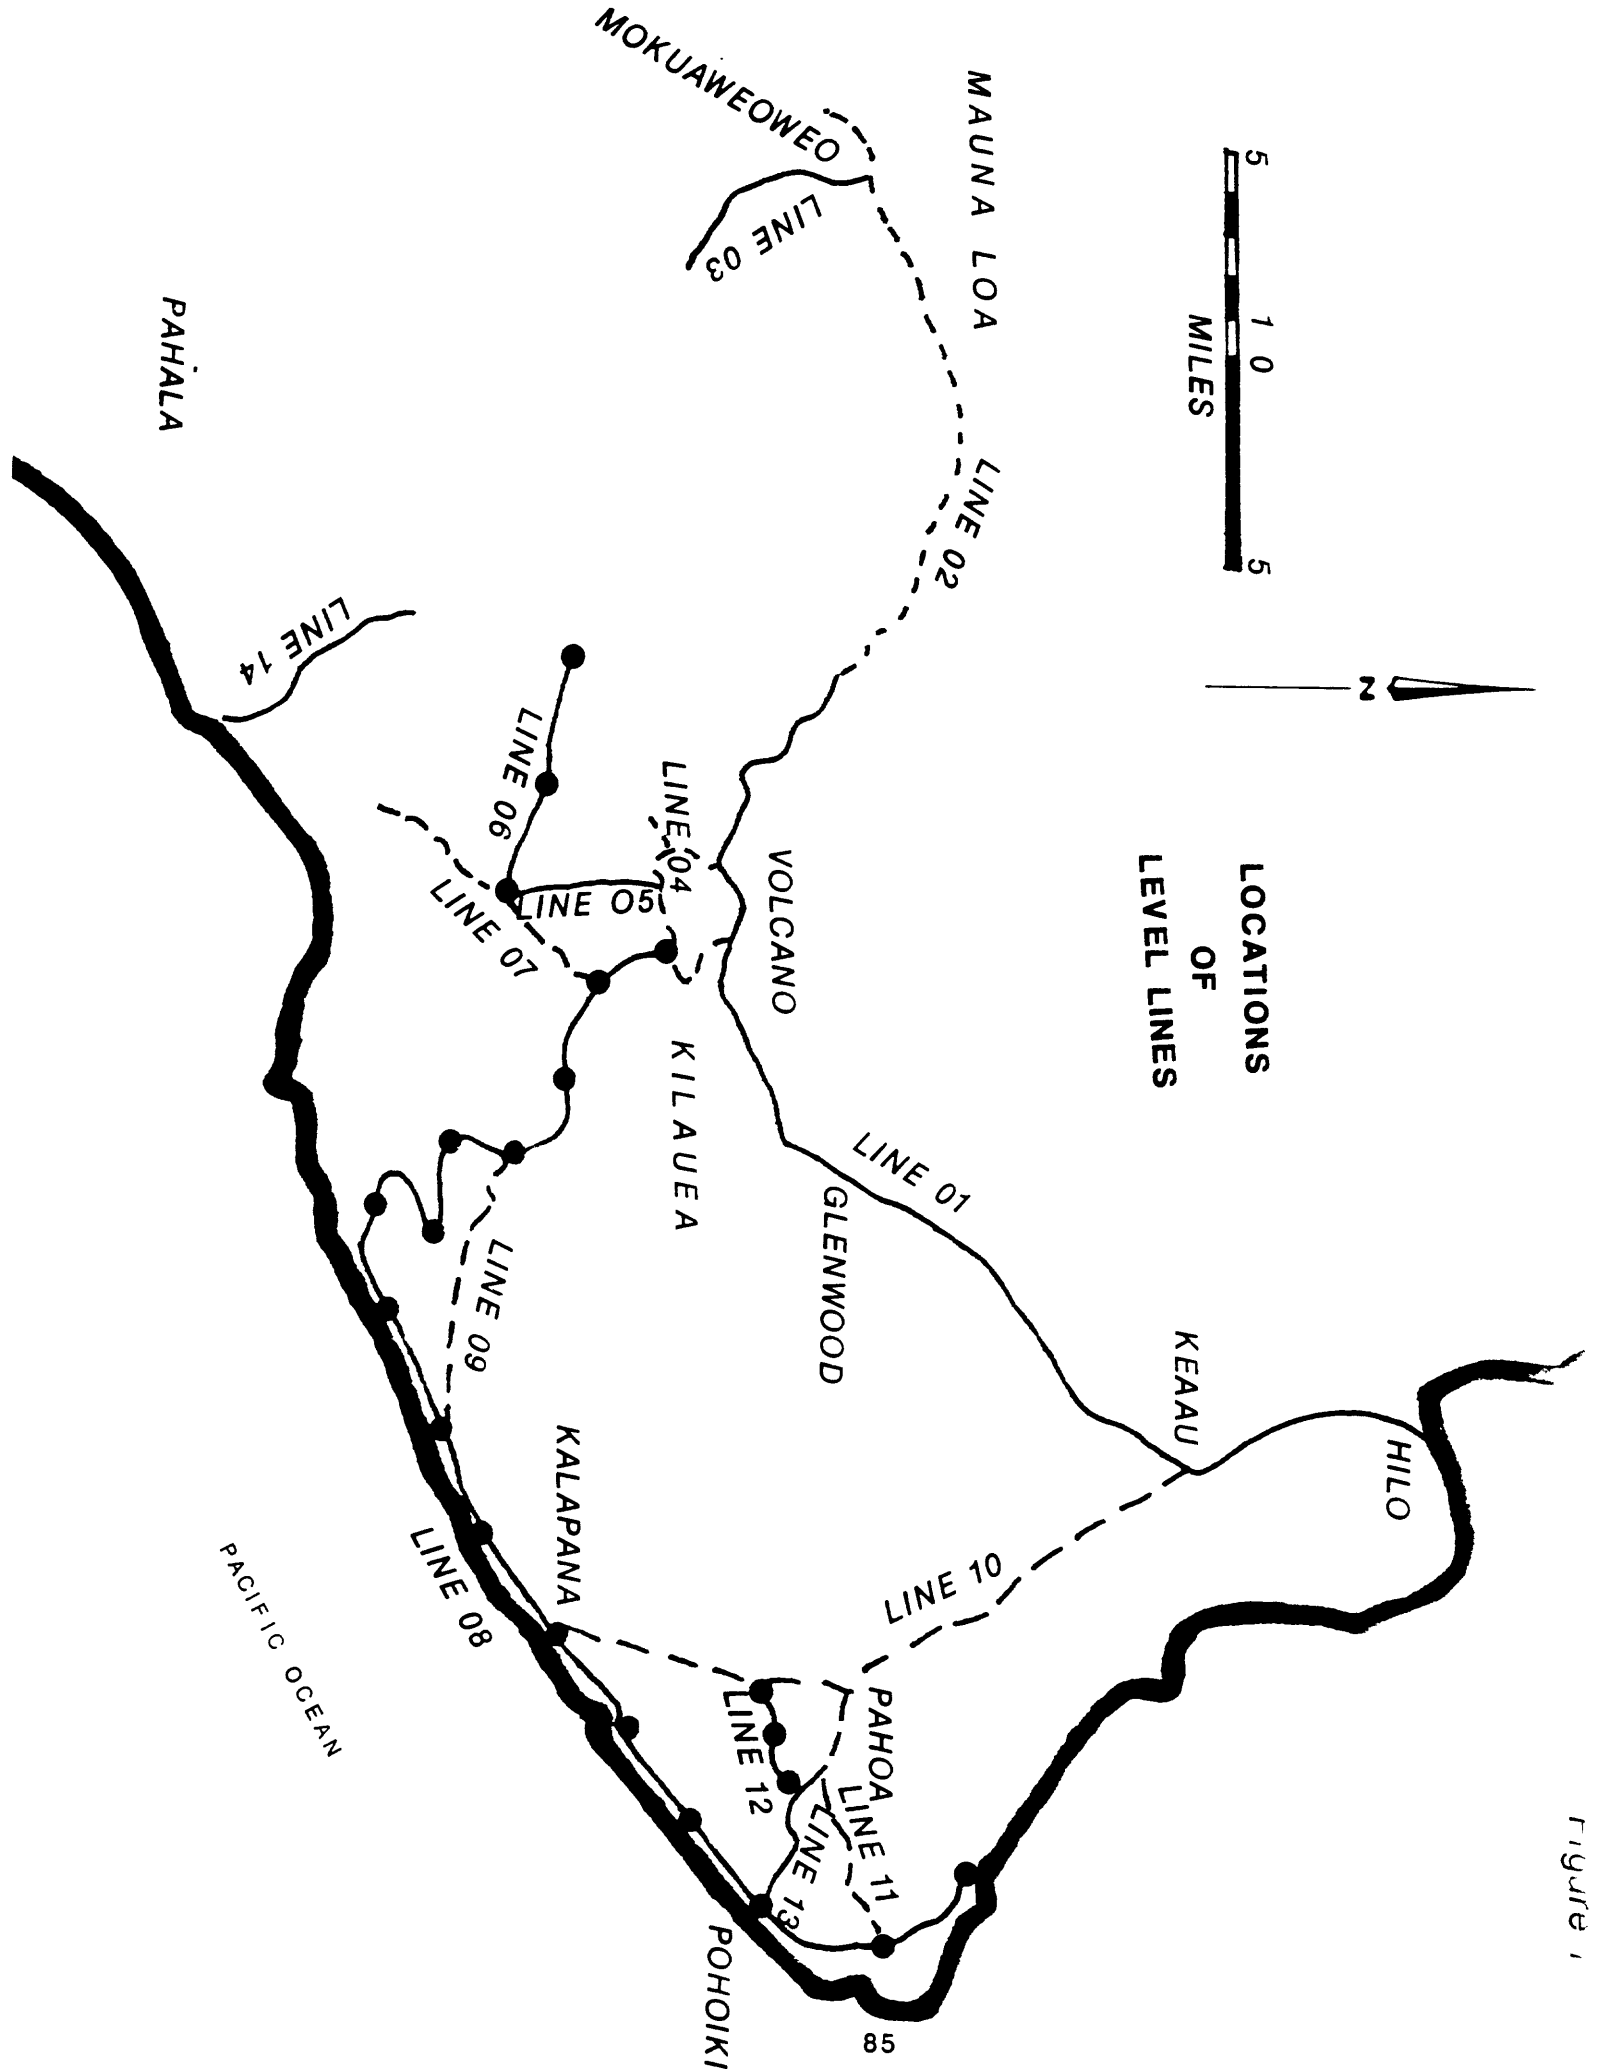 Figure 1
HILO
5 1 0 5
MILES
N
LOCATIONS
OF
LEVEL LINES
KEAAU
MAUNA LOA
LINE 02
LINE 01
LINE 10
MOKUAWEOWEO
LINE 03
VOLCANO
GLENWOOD
PAHOA
LINE 11
85
LINE 04
KILAUEA
LINE 13
LINE 12
POHOIKI
LINE 05
LINE 06
LINE 07
LINE 09
KALAPANA
LINE 08
LINE 14
PAHALA
PACIFIC OCEAN